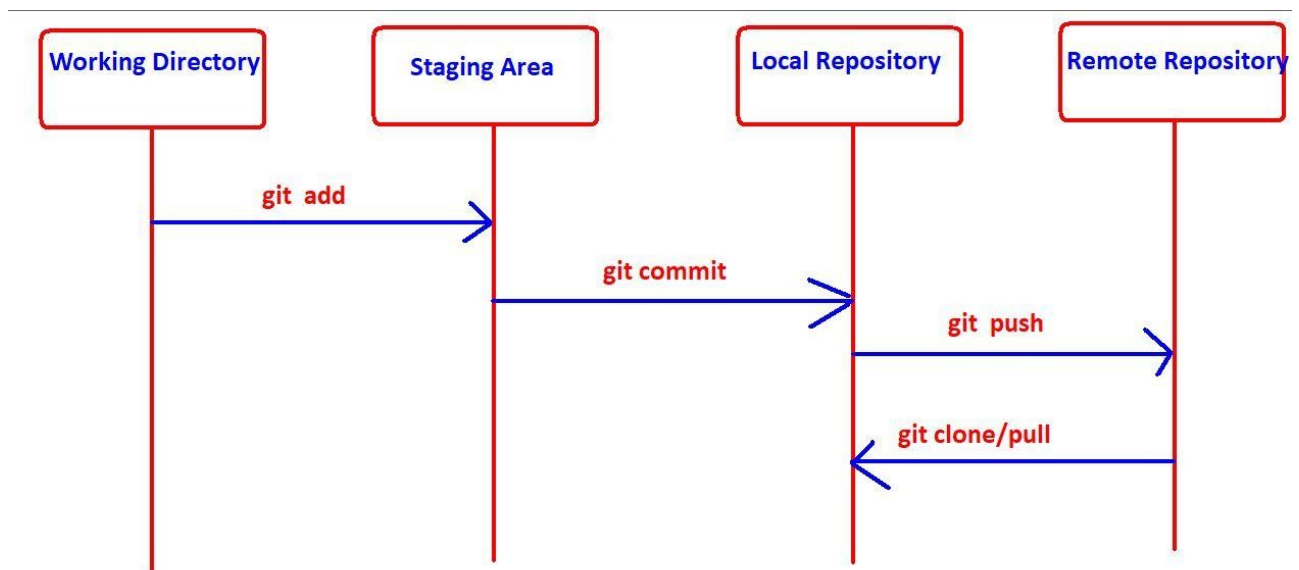 Working Directory
Staging Area
Local Repository
Remote Repository
git add
git commit
git push
git clone/pull